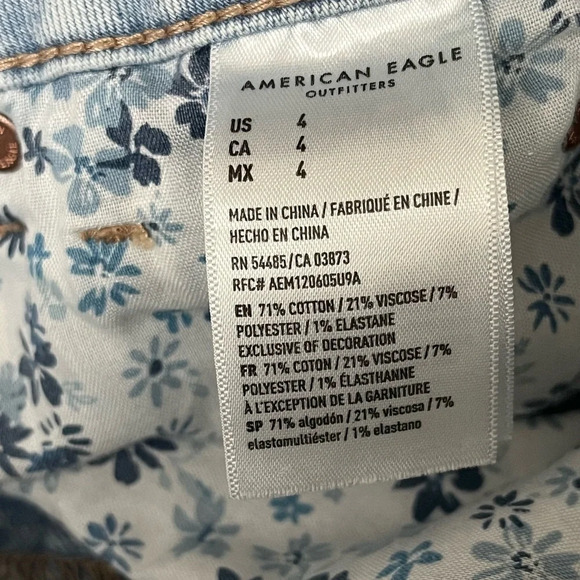 AMERICAN EAGLE
OUTFITTERS
US 4
CA 4
MX 4
MADE IN CHINA / FABRIQUÉ EN CHINE /
HECHO EN CHINA
RN 54485/CA 03873
RFC# AEM120605U9A
EN 71% COTTON / 21% VISCOSE / 7%
POLYESTER / 1% ELASTANE
EXCLUSIVE OF DECORATION
FR 71% COTON / 21% VISCOSE / 7%
POLYESTER / 1% ÉLASTHANNE
À L'EXCEPTION DE LA GARNITURE
SP 71% algodón / 21% viscosa / 7%
elastomultiéster / 1% elastano